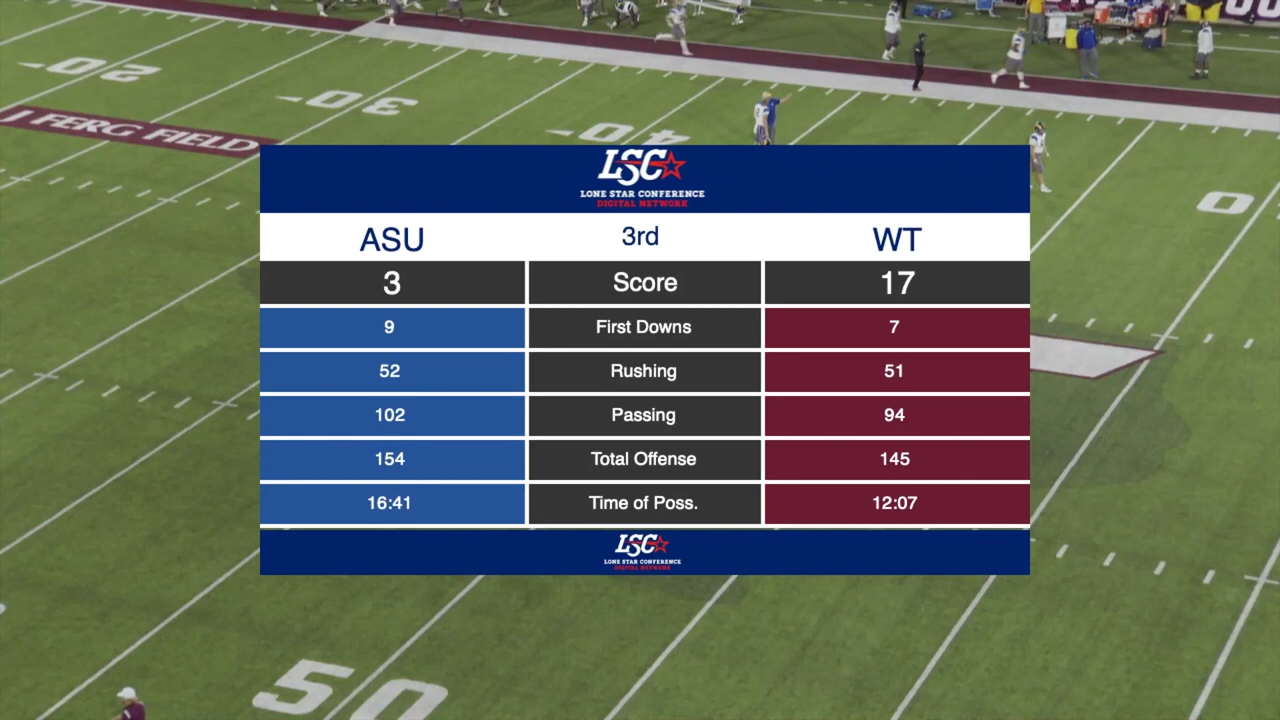 20
30
40
J FERG FIELD
0
LSC
LONE STAR CONFERENCE
DIGITAL NETWORK
ASU 3rd WT
3 Score 17
9 First Downs 7
52 Rushing 51
102 Passing 94
154 Total Offense 145
16:41 Time of Poss. 12:07
LSC
LONE STAR CONFERENCE
DIGITAL NETWORK
50